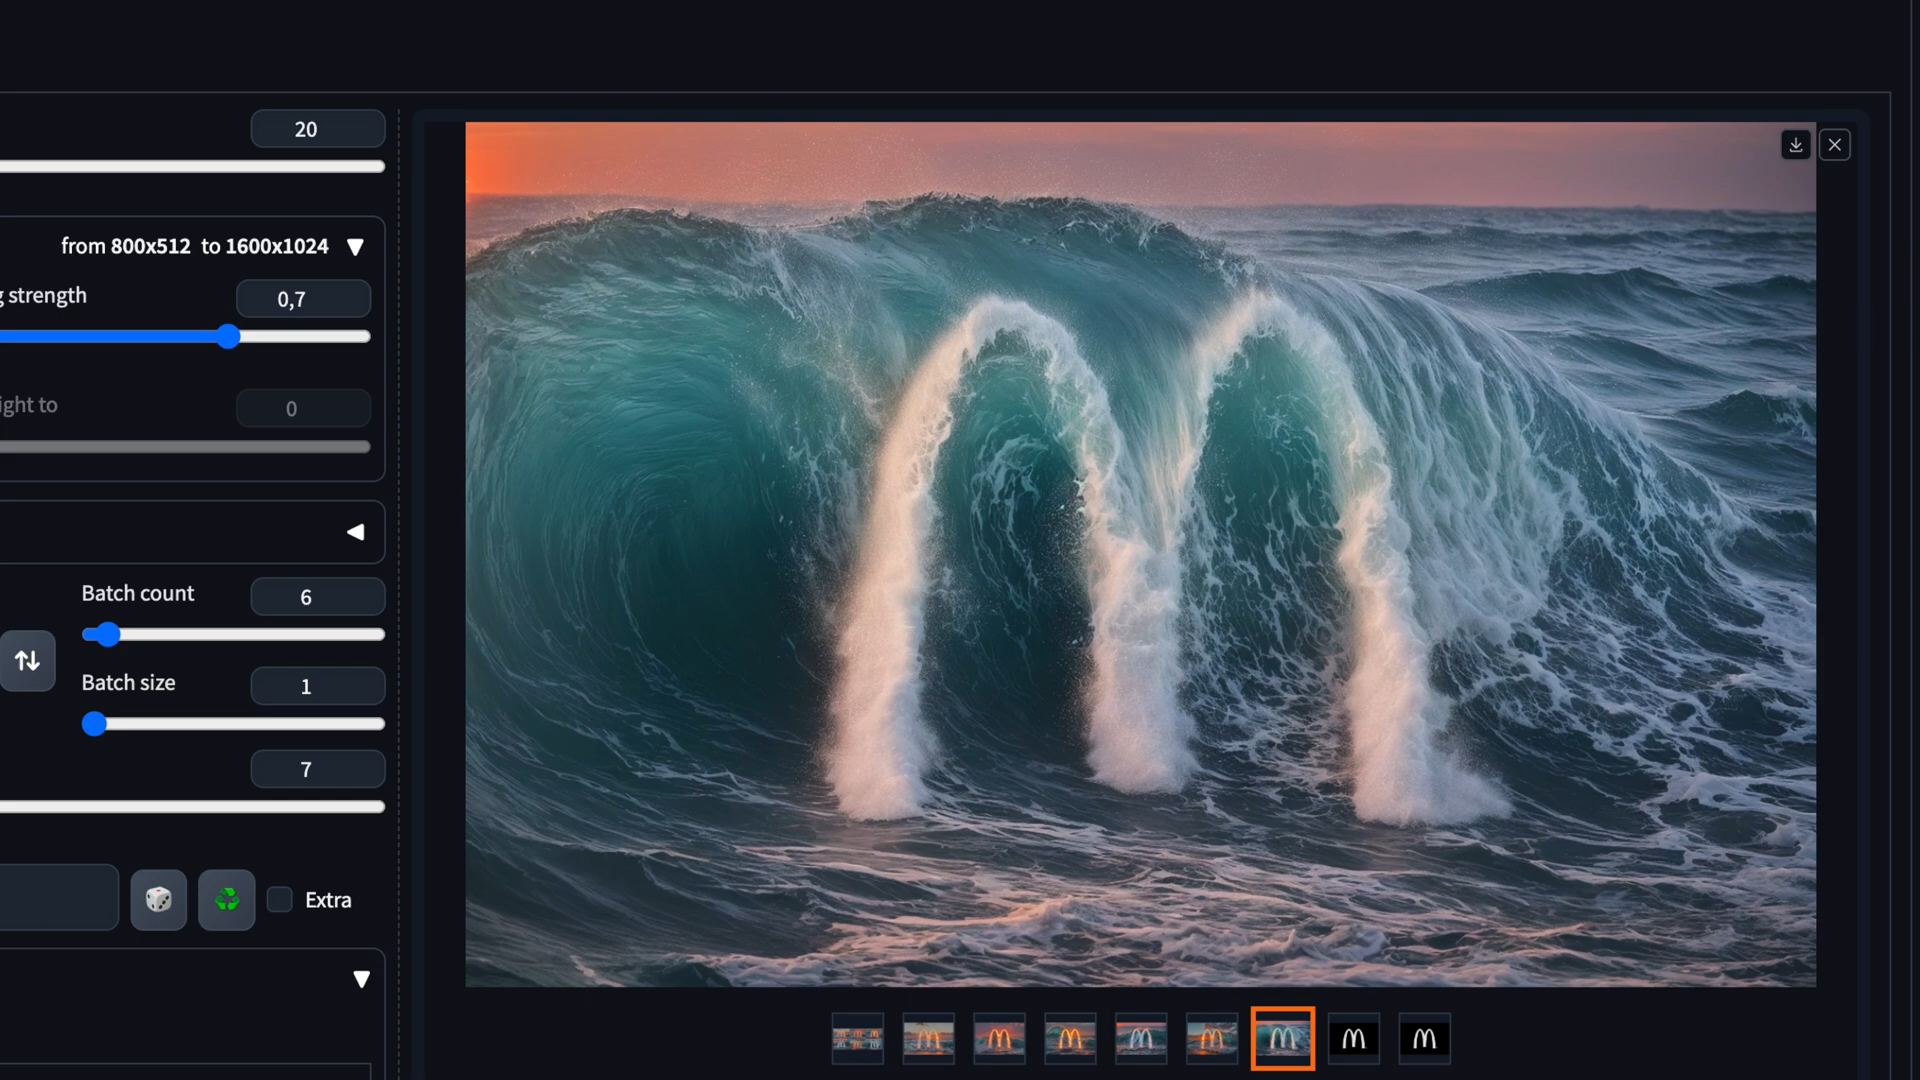 20
from 800x512 to 1600x1024
g strength
0,7
ight to
0
Batch count
6
Batch size
1
7
Extra